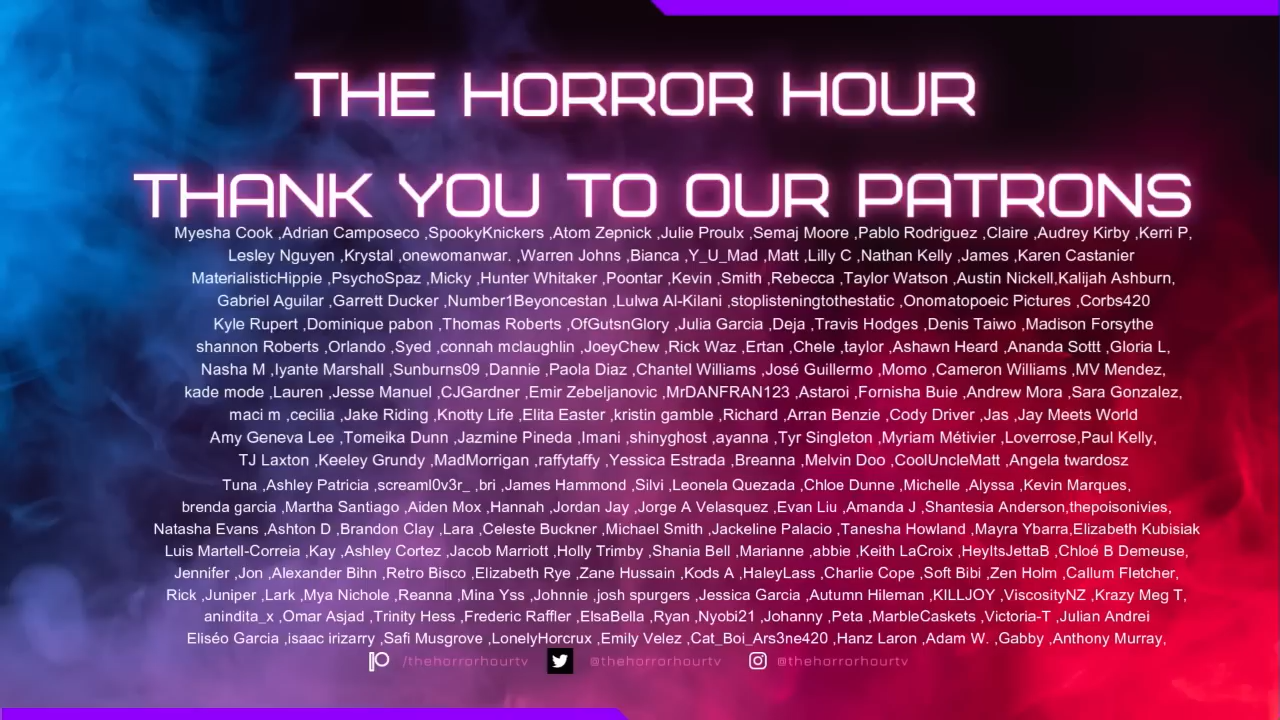 THE HORROR HOUR
THANK YOU TO OUR PATRONS
Myesha Cook ,Adrian Camposeco ,SpookyKnickers ,Atom Zepnick ,Julie Proulx ,Semaj Moore ,Pablo Rodriguez ,Claire ,Audrey Kirby ,Kerri P,
Lesley Nguyen ,Krystal ,onewomanwar. ,Warren Johns ,Bianca ,Y_U_Mad ,Matt ,Lilly C ,Nathan Kelly ,James ,Karen Castanier
MaterialisticHippie ,PsychoSpaz ,Micky ,Hunter Whitaker ,Poontar ,Kevin ,Smith ,Rebecca ,Taylor Watson ,Austin Nickell,Kalijah Ashburn,
Gabriel Aguilar ,Garrett Ducker ,Number1Beyoncestan ,Lulwa Al-Kilani ,stoplisteningtothestatic ,Onomatopoeic Pictures ,Corbs420
Kyle Rupert ,Dominique pabon ,Thomas Roberts ,OfGutsnGlory ,Julia Garcia ,Deja ,Travis Hodges ,Denis Taiwo ,Madison Forsythe
shannon Roberts ,Orlando ,Syed ,connah mclaughlin ,JoeyChew ,Rick Waz ,Ertan ,Chele ,taylor ,Ashawn Heard ,Ananda Sottt ,Gloria L,
Nasha M ,Iyante Marshall ,Sunburns09 ,Dannie ,Paola Diaz ,Chantel Williams ,José Guillermo ,Momo ,Cameron Williams ,MV Mendez,
kade mode ,Lauren ,Jesse Manuel ,CJGardner ,Emir Zebeljanovic ,MrDANFRAN123 ,Astaroi ,Fornisha Buie ,Andrew Mora ,Sara Gonzalez,
maci m ,cecilia ,Jake Riding ,Knotty Life ,Elita Easter ,kristin gamble ,Richard ,Arran Benzie ,Cody Driver ,Jas ,Jay Meets World
Amy Geneva Lee ,Tomeika Dunn ,Jazmine Pineda ,Imani ,shinyghost ,ayanna ,Tyr Singleton ,Myriam Métivier ,Loverrose,Paul Kelly,
TJ Laxton ,Keeley Grundy ,MadMorrigan ,raffytaffy ,Yessica Estrada ,Breanna ,Melvin Doo ,CoolUncleMatt ,Angela twardosz
Tuna ,Ashley Patricia ,screaml0v3r_ ,bri ,James Hammond ,Silvi ,Leonela Quezada ,Chloe Dunne ,Michelle ,Alyssa ,Kevin Marques,
brenda garcia ,Martha Santiago ,Aiden Mox ,Hannah ,Jordan Jay ,Jorge A Velasquez ,Evan Liu ,Amanda J ,Shantesia Anderson,thepoisonivies,
Natasha Evans ,Ashton D ,Brandon Clay ,Lara ,Celeste Buckner ,Michael Smith ,Jackeline Palacio ,Tanesha Howland ,Mayra Ybarra,Elizabeth Kubisiak
Luis Martell-Correia ,Kay ,Ashley Cortez ,Jacob Marriott ,Holly Trimby ,Shania Bell ,Marianne ,abbie ,Keith LaCroix ,HeyItsJettaB ,Chloé B Demeuse,
Jennifer ,Jon ,Alexander Bihn ,Retro Bisco ,Elizabeth Rye ,Zane Hussain ,Kods A ,HaleyLass ,Charlie Cope ,Soft Bibi ,Zen Holm ,Callum Fletcher,
Rick ,Juniper ,Lark ,Mya Nichole ,Reanna ,Mina Yss ,Johnnie ,josh spurgers ,Jessica Garcia ,Autumn Hileman ,KILLJOY ,ViscosityNZ ,Krazy Meg T,
anindita_x ,Omar Asjad ,Trinity Hess ,Frederic Raffler ,ElsaBella ,Ryan ,Nyobi21 ,Johanny ,Peta ,MarbleCaskets ,Victoria-T ,Julian Andrei
Eliséo Garcia ,isaac irizarry ,Safi Musgrove ,LonelyHorcrux ,Emily Velez ,Cat_Boi_Ars3ne420 ,Hanz Laron ,Adam W. ,Gabby ,Anthony Murray,
/thehorrorhourtv @thehorrorhourtv @thehorrorhourtv